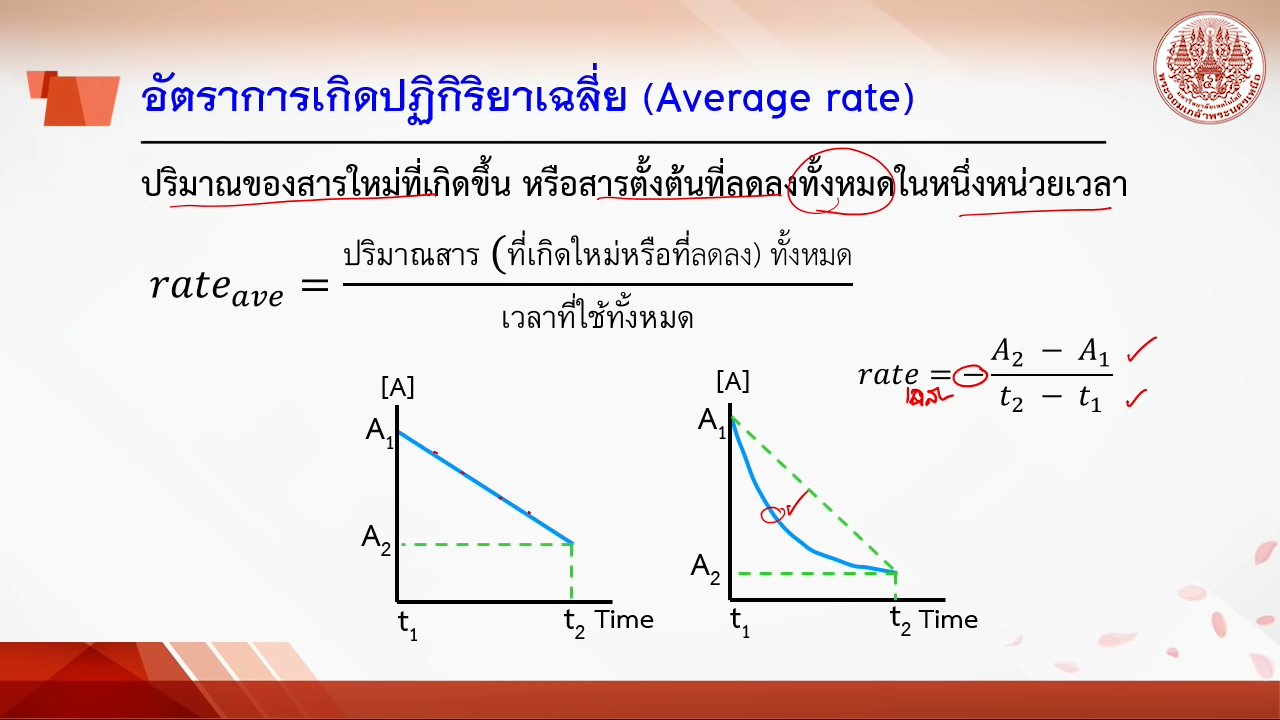 อัตราการเกิดปฏิกิริยาเฉลี่ย (Average rate)
ปริมาณของสารใหม่ที่เกิดขึ้น หรือสารตั้งต้นที่ลดลงทั้งหมดในหนึ่งหน่วยเวลา
rate_ave = ปริมาณสาร (ที่เกิดใหม่หรือที่ลดลง) ทั้งหมด
เวลาที่ใช้ทั้งหมด
rate = − A₂ − A₁
t₂ − t₁
[A]
A₁
A₂
t₁
t₂ Time
[A]
A₁
A₂
t₁
t₂ Time